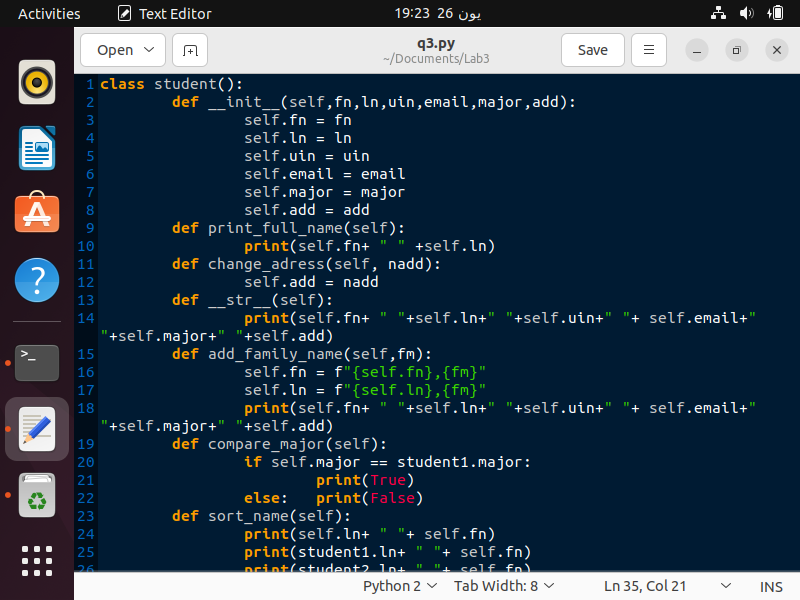 Activities
Text Editor
19:23 26 يون
Open
q3.py
~/Documents/Lab3
Save
1 class student():
2 def __init__(self,fn,ln,uin,email,major,add):
3 self.fn = fn
4 self.ln = ln
5 self.uin = uin
6 self.email = email
7 self.major = major
8 self.add = add
9 def print_full_name(self):
10 print(self.fn+ " " +self.ln)
11 def change_adress(self, nadd):
12 self.add = nadd
13 def __str__(self):
14 print(self.fn+ " "+self.ln+" "+self.uin+" "+ self.email+"
"+self.major+" "+self.add)
15 def add_family_name(self,fm):
16 self.fn = f"{self.fn},{fm}"
17 self.ln = f"{self.ln},{fm}"
18 print(self.fn+ " "+self.ln+" "+self.uin+" "+ self.email+"
"+self.major+" "+self.add)
19 def compare_major(self):
20 if self.major == student1.major:
21 print(True)
22 else: print(False)
23 def sort_name(self):
24 print(self.ln+ " "+ self.fn)
25 print(student1.ln+ " "+ self.fn)
26 print(student2.ln+ " "+ self.fn)
Python 2
Tab Width: 8
Ln 35, Col 21
INS